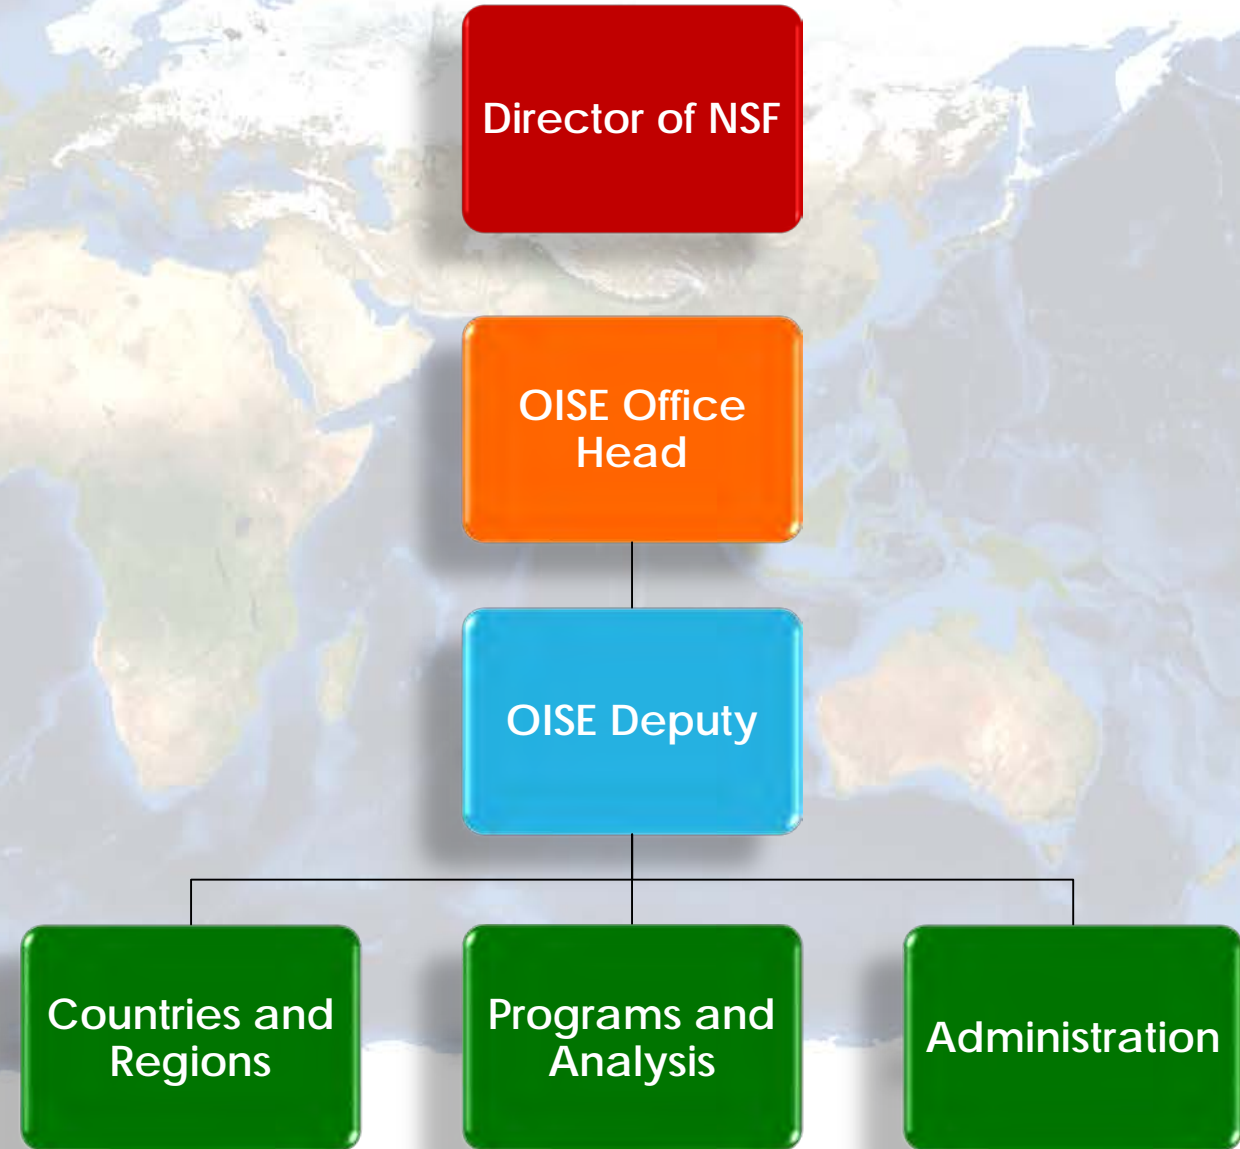 Director of NSF
OISE Office
Head
OISE Deputy
Countries and
Regions
Programs and
Analysis
Administration